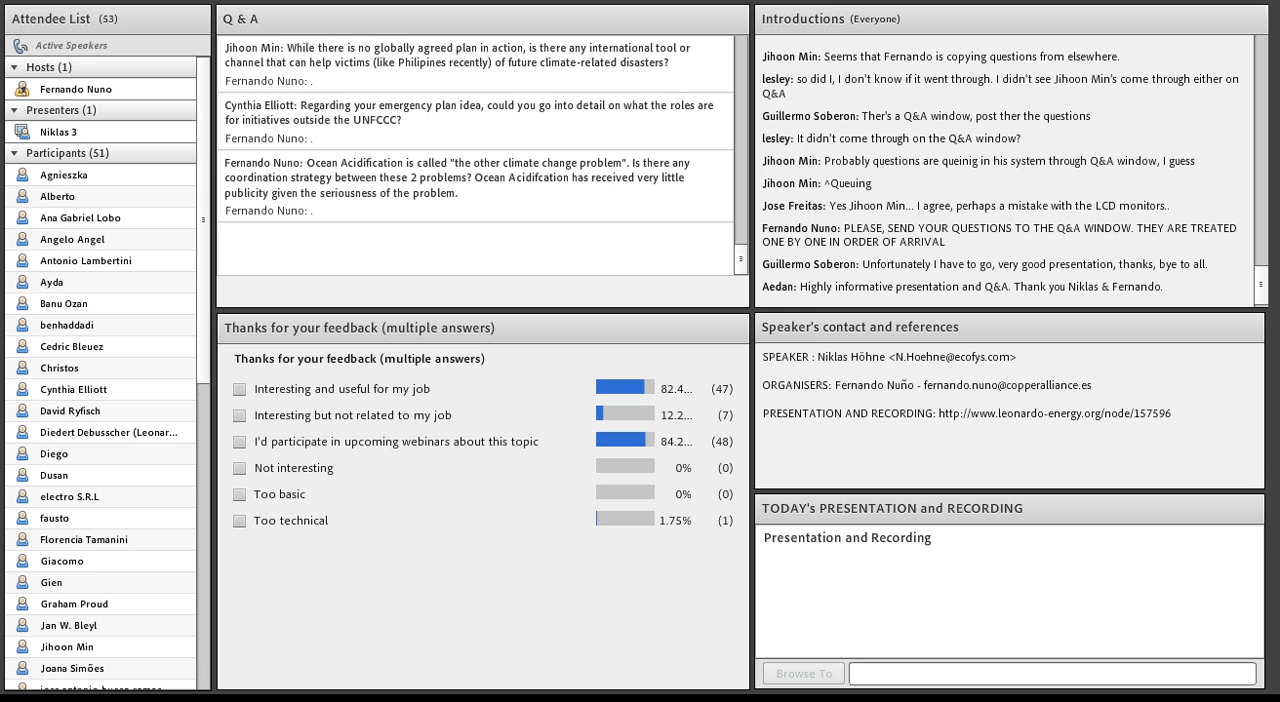 Attendee List (53)
Active Speakers
Hosts (1)
Fernando Nuno
Presenters (1)
Niklas 3
Participants (51)
Agnieszka
Alberto
Ana Gabriel Lobo
Angelo Angel
Antonio Lambertini
Ayda
Banu Ozan
benhaddadi
Cedric Bleuez
Christos
Cynthia Elliott
David Ryfisch
Diedert Debusscher (Leonar...
Diego
Dusan
electro S.R.L
fausto
Florencia Tamanini
Giacomo
Gien
Graham Proud
Jan W. Bleyl
Jihoon Min
Joana Simões
Q & A
Jihoon Min: While there is no globally agreed plan in action, is there any international tool or
channel that can help victims (like Philipines recently) of future climate-related disasters?
Fernando Nuno: .
Cynthia Elliott: Regarding your emergency plan idea, could you go into detail on what the roles are
for initiatives outside the UNFCCC?
Fernando Nuno: .
Fernando Nuno: Ocean Acidification is called "the other climate change problem". Is there any
coordination strategy between these 2 problems? Ocean Acidifcation has received very little
publicity given the seriousness of the problem.
Fernando Nuno: .
Thanks for your feedback (multiple answers)
Thanks for your feedback (multiple answers)
Interesting and useful for my job 82.4... (47)
Interesting but not related to my job 12.2... (7)
I'd participate in upcoming webinars about this topic 84.2... (48)
Not interesting 0% (0)
Too basic 0% (0)
Too technical 1.75% (1)
Introductions (Everyone)
Jihoon Min: Seems that Fernando is copying questions from elsewhere.
lesley: so did I, I don't know if it went through. I didn't see Jihoon Min's come through either on
Q&A
Guillermo Soberon: Ther's a Q&A window, post ther the questions
lesley: It didn't come through on the Q&A window?
Jihoon Min: Probably questions are queinig in his system through Q&A window, I guess
Jihoon Min: ^Queuing
Jose Freitas: Yes Jihoon Min... I agree, perhaps a mistake with the LCD monitors..
Fernando Nuno: PLEASE, SEND YOUR QUESTIONS TO THE Q&A WINDOW. THEY ARE TREATED
ONE BY ONE IN ORDER OF ARRIVAL
Guillermo Soberon: Unfortunately I have to go, very good presentation, thanks, bye to all.
Aedan: Highly informative presentation and Q&A. Thank you Niklas & Fernando.
Speaker's contact and references
SPEAKER : Niklas Höhne <N.Hoehne@ecofys.com>
ORGANISERS: Fernando Nuño - fernando.nuno@copperalliance.es
PRESENTATION AND RECORDING: http://www.leonardo-energy.org/node/157596
TODAY's PRESENTATION and RECORDING
Presentation and Recording
Browse To